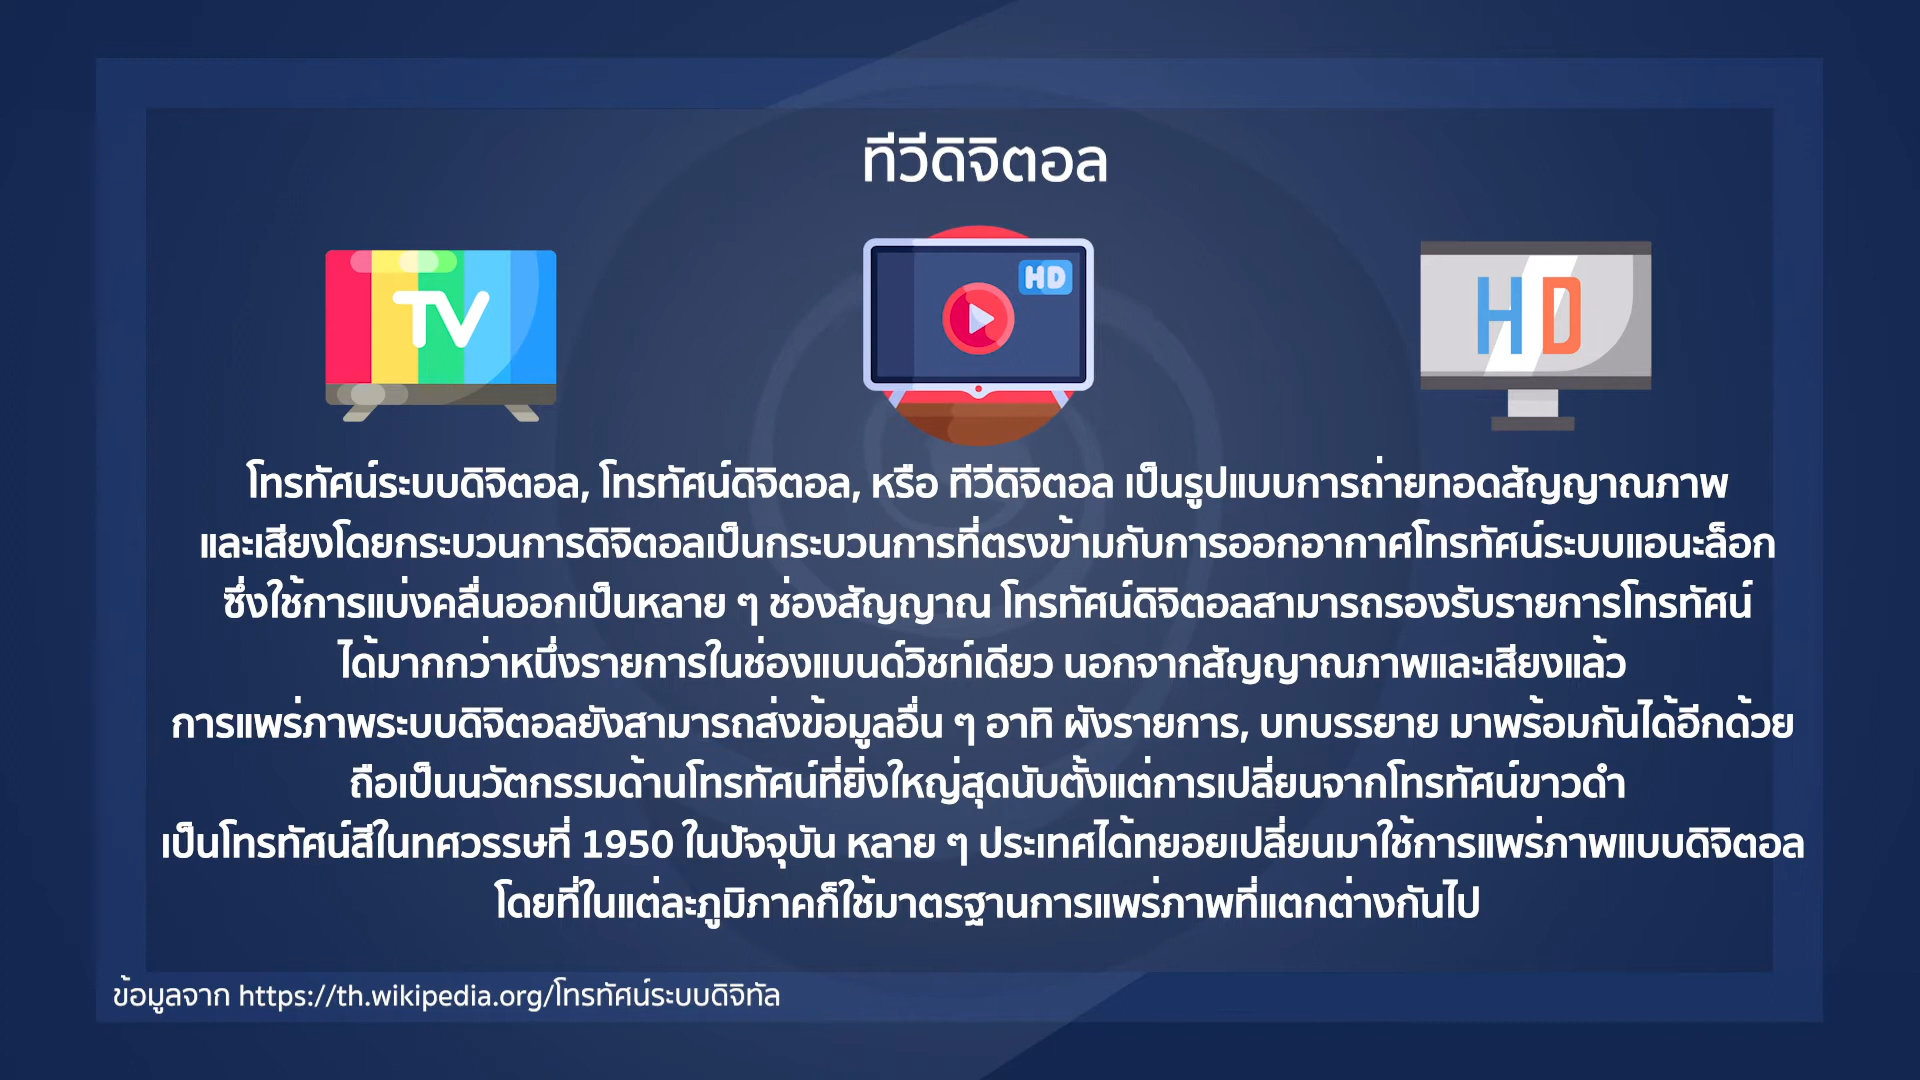 ทีวีดิจิตอล
TV
HD
HD
โทรทัศน์ระบบดิจิตอล, โทรทัศน์ดิจิตอล, หรือ ทีวีดิจิตอล เป็นรูปแบบการถ่ายทอดสัญญาณภาพ
และเสียงโดยกระบวนการดิจิตอลเป็นกระบวนการที่ตรงข้ามกับการออกอากาศโทรทัศน์ระบบแอนะล็อก
ซึ่งใช้การแบ่งคลื่นออกเป็นหลาย ๆ ช่องสัญญาณ โทรทัศน์ดิจิตอลสามารถรองรับรายการโทรทัศน์
ได้มากกว่าหนึ่งรายการในช่องแบนด์วิชท์เดียว นอกจากสัญญาณภาพและเสียงแล้ว
การแพร่ภาพระบบดิจิตอลยังสามารถส่งข้อมูลอื่น ๆ อาทิ ผังรายการ, บทบรรยาย มาพร้อมกันได้อีกด้วย
ถือเป็นนวัตกรรมด้านโทรทัศน์ที่ยิ่งใหญ่สุดนับตั้งแต่การเปลี่ยนจากโทรทัศน์ขาวดำ
เป็นโทรทัศน์สีในทศวรรษที่ 1950 ในปัจจุบัน หลาย ๆ ประเทศได้ทยอยเปลี่ยนมาใช้การแพร่ภาพแบบดิจิตอล
โดยที่ในแต่ละภูมิภาคก็ใช้มาตรฐานการแพร่ภาพที่แตกต่างกันไป
ข้อมูลจาก https://th.wikipedia.org/โทรทัศน์ระบบดิจิทัล